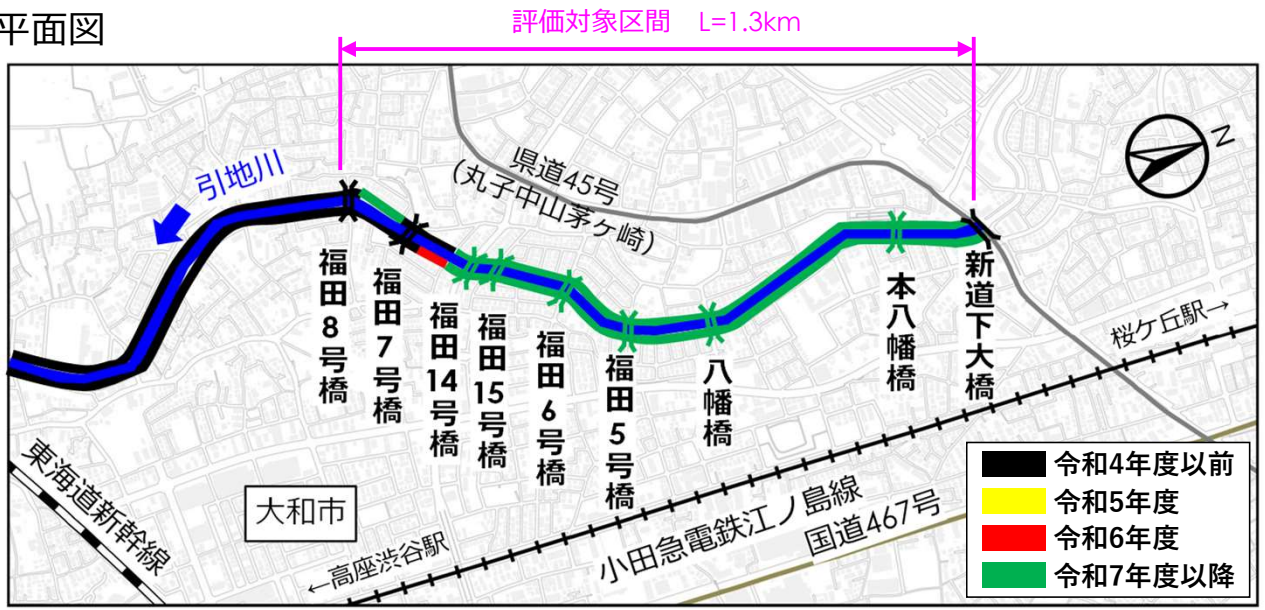 平面図
評価対象区間　L=1.3km
引地川
県道45号
(丸子中山茅ヶ崎)
N
福田8号橋
福田7号橋
福田14号橋
福田15号橋
福田6号橋
福田5号橋
八幡橋
本八幡橋
新道下大橋
桜ケ丘駅→
東海道新幹線
大和市
←高座渋谷駅
小田急電鉄江ノ島線
国道467号
令和4年度以前
令和5年度
令和6年度
令和7年度以降